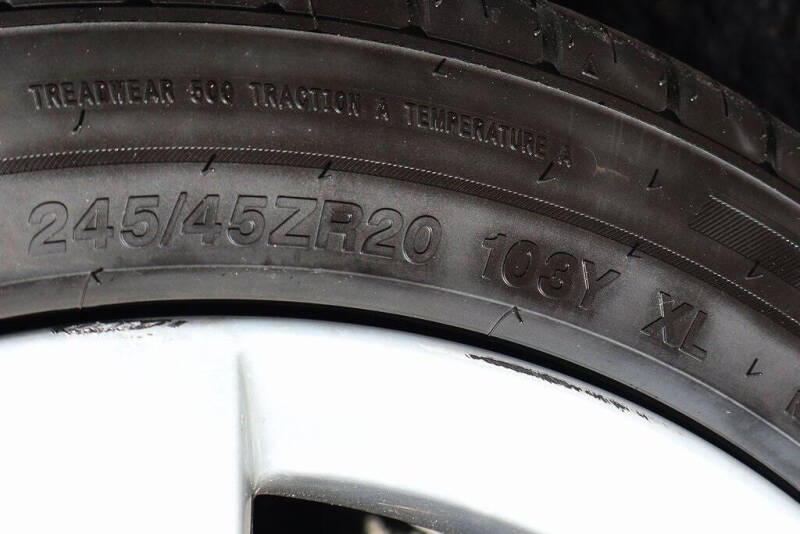 TREADWEAR 500 TRACTION A TEMPERATURE A
245/45ZR20 103Y XL